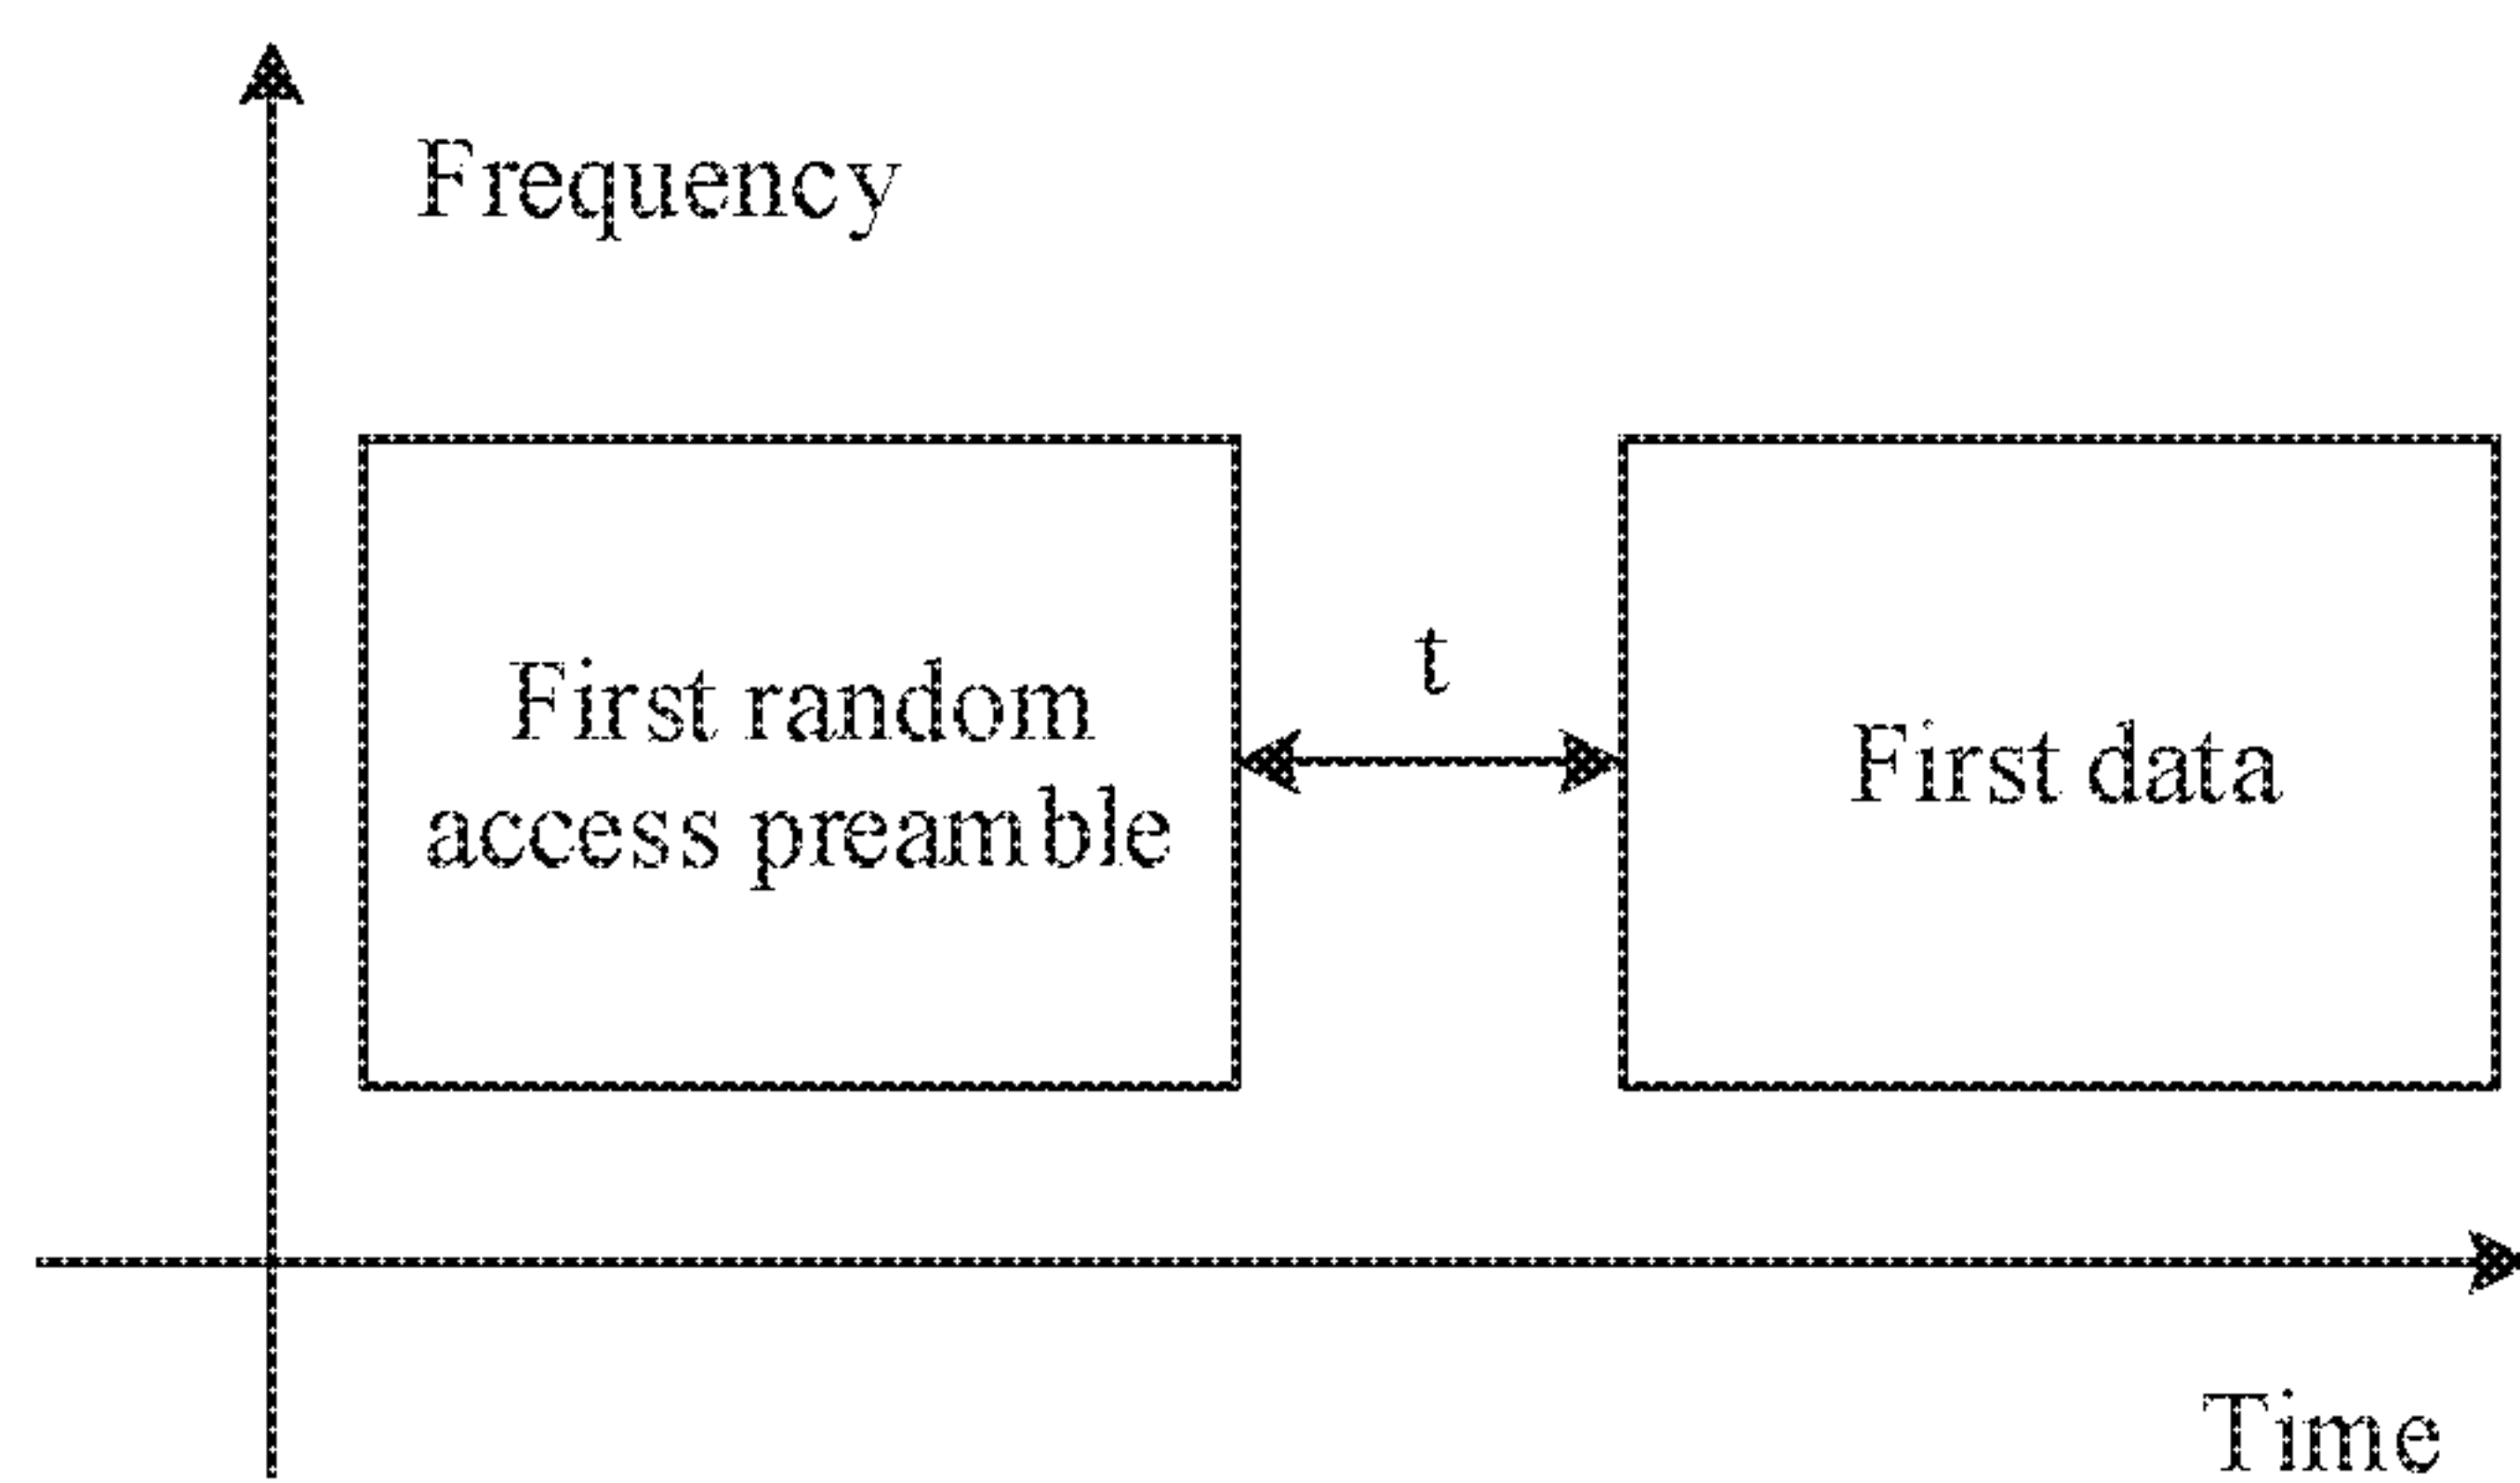 Frequency
First random
access preamble
t
First data
Time